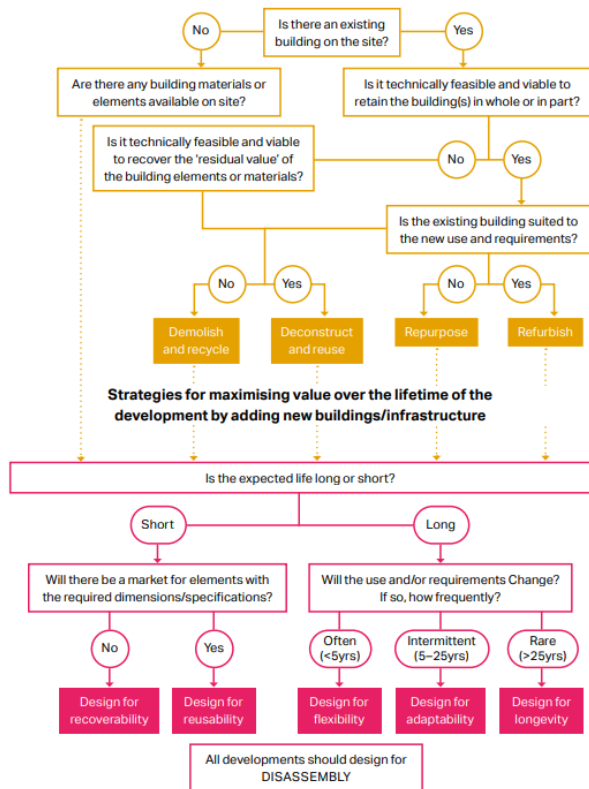 Is there an existing
building on the site?
No
Yes
Are there any building materials or
elements available on site?
Is it technically feasible and viable to
retain the building(s) in whole or in part?
Is it technically feasible and viable
to recover the 'residual value' of
the building elements or materials?
No
Yes
Is the existing building suited to
the new use and requirements?
No
Yes
No
Yes
Demolish
and recycle
Deconstruct
and reuse
Repurpose
Refurbish
Strategies for maximising value over the lifetime of the
development by adding new buildings/infrastructure
Is the expected life long or short?
Short
Long
Will there be a market for elements with
the required dimensions/specifications?
Will the use and/or requirements Change?
If so, how frequently?
No
Yes
Often
(<5yrs)
Intermittent
(5–25yrs)
Rare
(>25yrs)
Design for
recoverability
Design for
reusability
Design for
flexibility
Design for
adaptability
Design for
longevity
All developments should design for
DISASSEMBLY